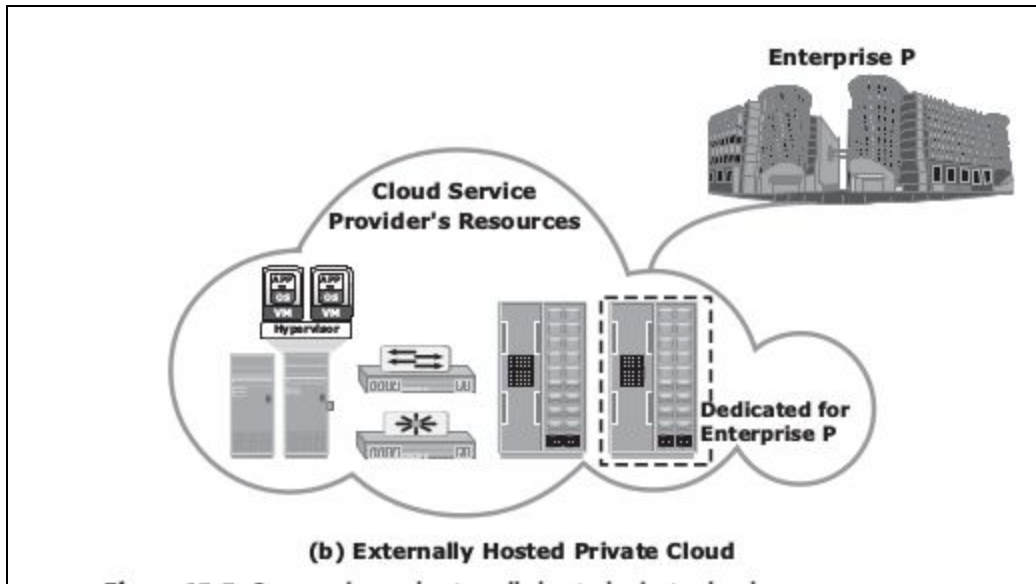 Enterprise P
Cloud Service
Provider's Resources
APP
OS
VM
APP
OS
VM
Hypervisor
Dedicated for
Enterprise P
(b) Externally Hosted Private Cloud